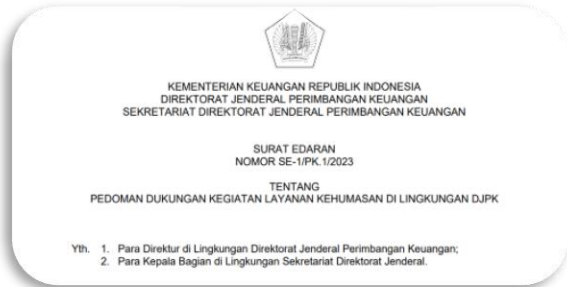 KEMENTERIAN KEUANGAN REPUBLIK INDONESIA
DIREKTORAT JENDERAL PERIMBANGAN KEUANGAN
SEKRETARIAT DIREKTORAT JENDERAL PERIMBANGAN KEUANGAN
SURAT EDARAN
NOMOR SE-1/PK.1/2023
TENTANG
PEDOMAN DUKUNGAN KEGIATAN LAYANAN KEHUMASAN DI LINGKUNGAN DJPK
Yth. 1. Para Direktur di Lingkungan Direktorat Jenderal Perimbangan Keuangan;
2. Para Kepala Bagian di Lingkungan Sekretariat Direktorat Jenderal.